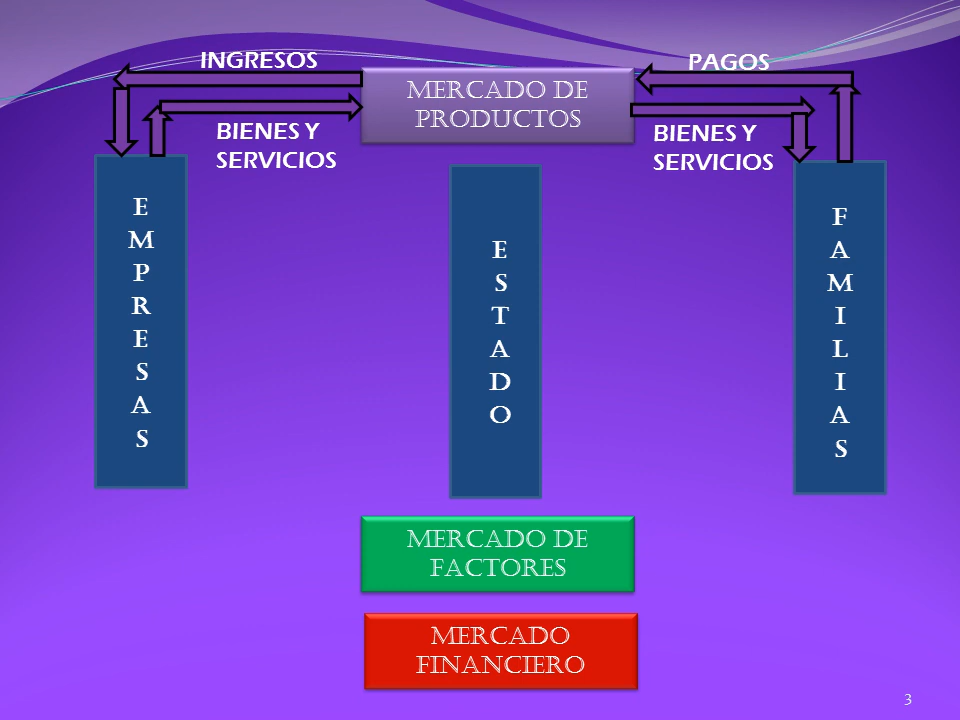 INGRESOS
PAGOS
MERCADO DE
PRODUCTOS
BIENES Y
SERVICIOS
BIENES Y
SERVICIOS
E
M
P
R
E
S
A
S
E
S
T
A
D
O
F
A
M
I
L
I
A
S
MERCADO DE
FACTORES
MERCADO
FINANCIERO
3